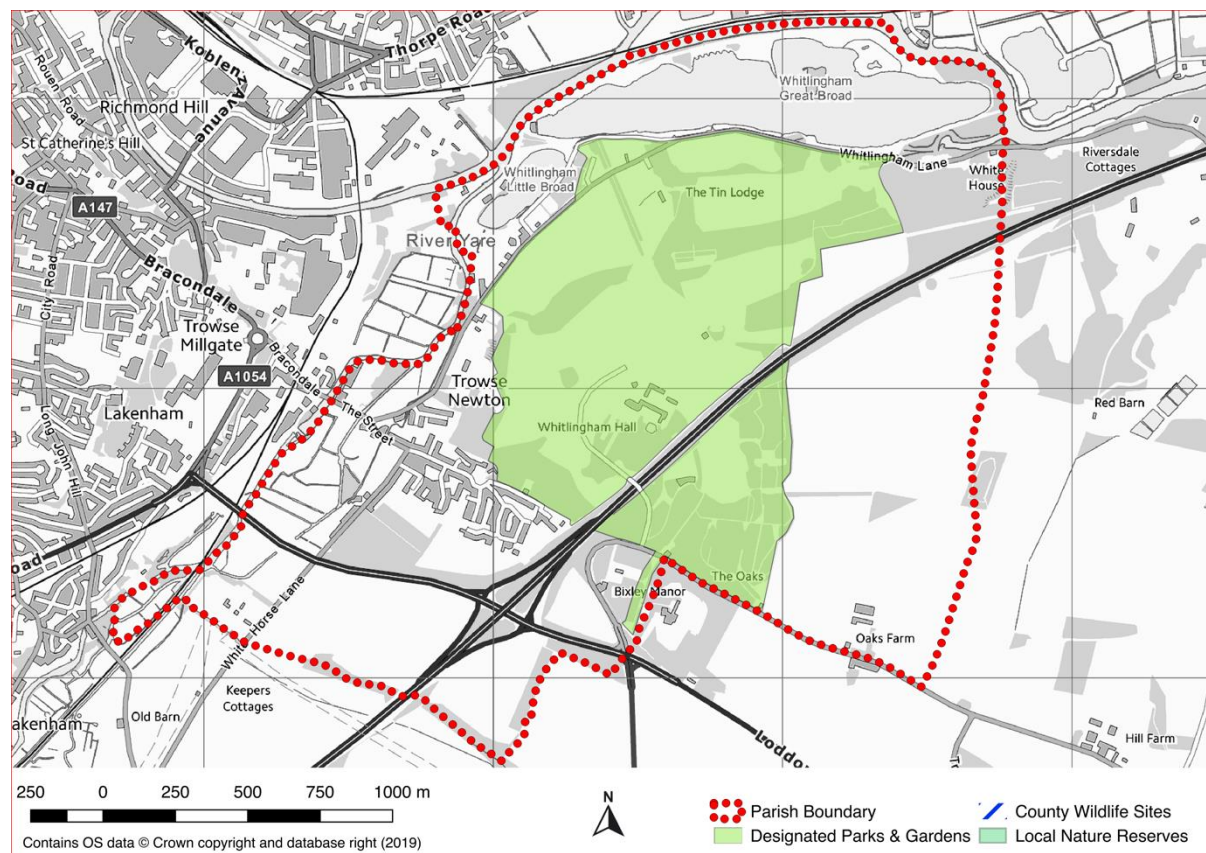 Koblenz Avenue
Thorpe Road
Rouen Road
Richmond Hill
St Catherine's Hill
Road
A147
Whitlingham
Great Broad
Whitlingham
Little Broad
Whitlingham Lane
White
House
Riversdale
Cottages
The Tin Lodge
River Yare
City Road
Bracondale
Trowse
Millgate
A1054
Bracondale
The Street
Trowse
Newton
Lakenham
Long John Hill
Whitlingham Hall
Red Barn
Road
White Horse Lane
Bixley Manor
The Oaks
Oaks Farm
Keepers
Cottages
Old Barn
akenham
Loddo
Hill Farm
250 0 250 500 750 1000 m
Contains OS data © Crown copyright and database right (2019)
N
Parish Boundary
Designated Parks & Gardens
County Wildlife Sites
Local Nature Reserves